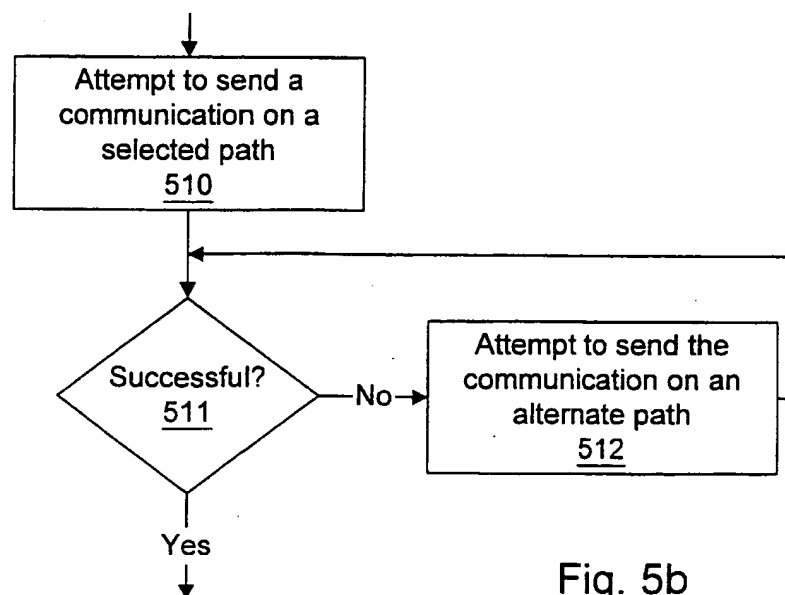 Attempt to send a
communication on a
selected path
510
Successful?
511
No
Attempt to send the
communication on an
alternate path
512
Yes
Fig. 5b